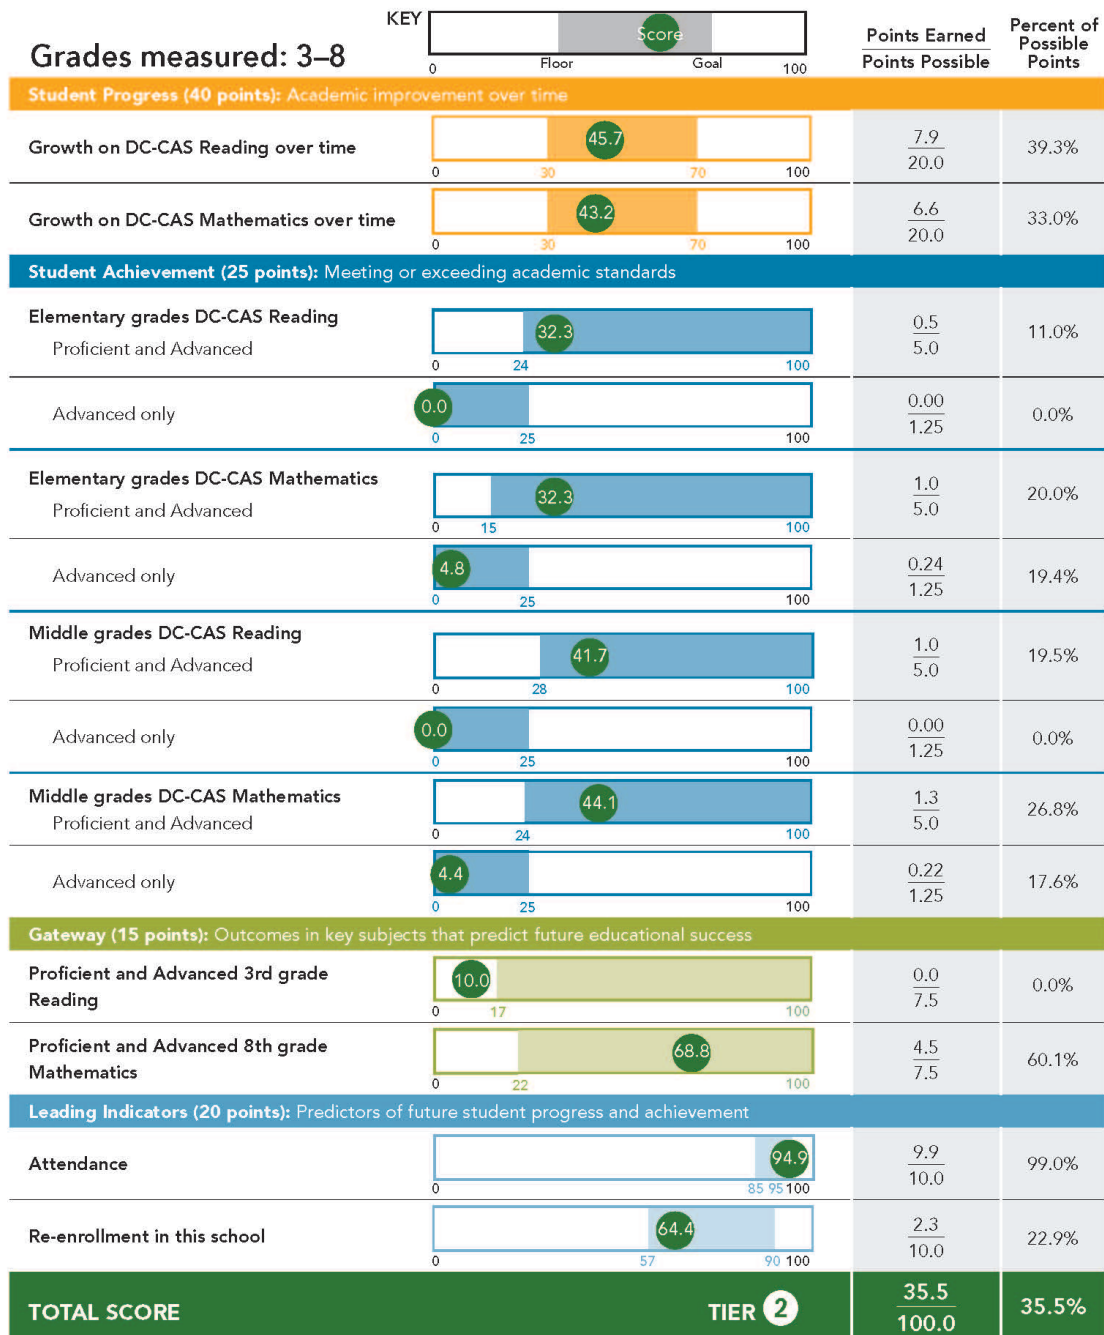 KEY
Score
0 Floor Goal 100
Grades measured: 3–8
Points Earned
Points Possible
Percent of
Possible
Points
Student Progress (40 points): Academic improvement over time
Growth on DC-CAS Reading over time
45.7
0 30 70 100
7.9
20.0
39.3%
Growth on DC-CAS Mathematics over time
43.2
0 30 70 100
6.6
20.0
33.0%
Student Achievement (25 points): Meeting or exceeding academic standards
Elementary grades DC-CAS Reading
Proficient and Advanced
32.3
0 24 100
0.5
5.0
11.0%
Advanced only
0.0
0 25 100
0.00
1.25
0.0%
Elementary grades DC-CAS Mathematics
Proficient and Advanced
32.3
0 15 100
1.0
5.0
20.0%
Advanced only
4.8
0 25 100
0.24
1.25
19.4%
Middle grades DC-CAS Reading
Proficient and Advanced
41.7
0 28 100
1.0
5.0
19.5%
Advanced only
0.0
0 25 100
0.00
1.25
0.0%
Middle grades DC-CAS Mathematics
Proficient and Advanced
44.1
0 24 100
1.3
5.0
26.8%
Advanced only
4.4
0 25 100
0.22
1.25
17.6%
Gateway (15 points): Outcomes in key subjects that predict future educational success
Proficient and Advanced 3rd grade
Reading
10.0
0 17 100
0.0
7.5
0.0%
Proficient and Advanced 8th grade
Mathematics
68.8
0 22 100
4.5
7.5
60.1%
Leading Indicators (20 points): Predictors of future student progress and achievement
Attendance
94.9
0 85 95 100
9.9
10.0
99.0%
Re-enrollment in this school
64.4
0 57 90 100
2.3
10.0
22.9%
TOTAL SCORE
TIER 2
35.5
100.0
35.5%